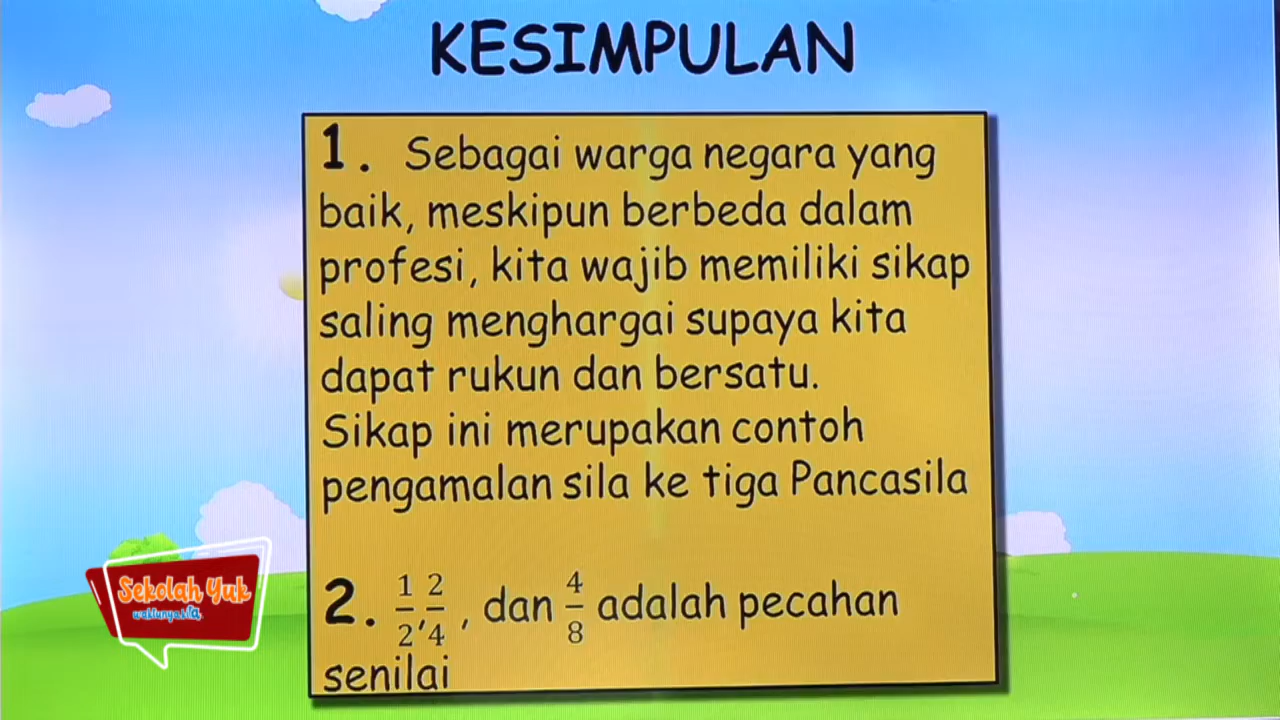 KESIMPULAN
1. Sebagai warga negara yang
baik, meskipun berbeda dalam
profesi, kita wajib memiliki sikap
saling menghargai supaya kita
dapat rukun dan bersatu.
Sikap ini merupakan contoh
pengamalan sila ke tiga Pancasila
2. 1/2, 2/4 , dan 4/8 adalah pecahan
senilai
Sekolah Yuk
waktunya kita